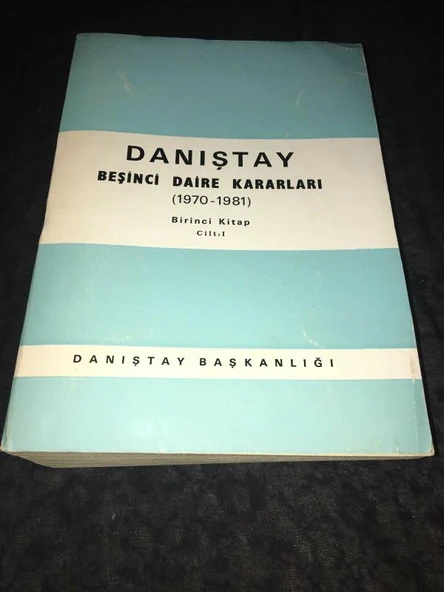 DANIŞTAY
BEŞİNCİ DAİRE KARARLARI
(1970-1981)
Birinci Kitap
Cilt:I
DANIŞTAY BAŞKANLIĞI